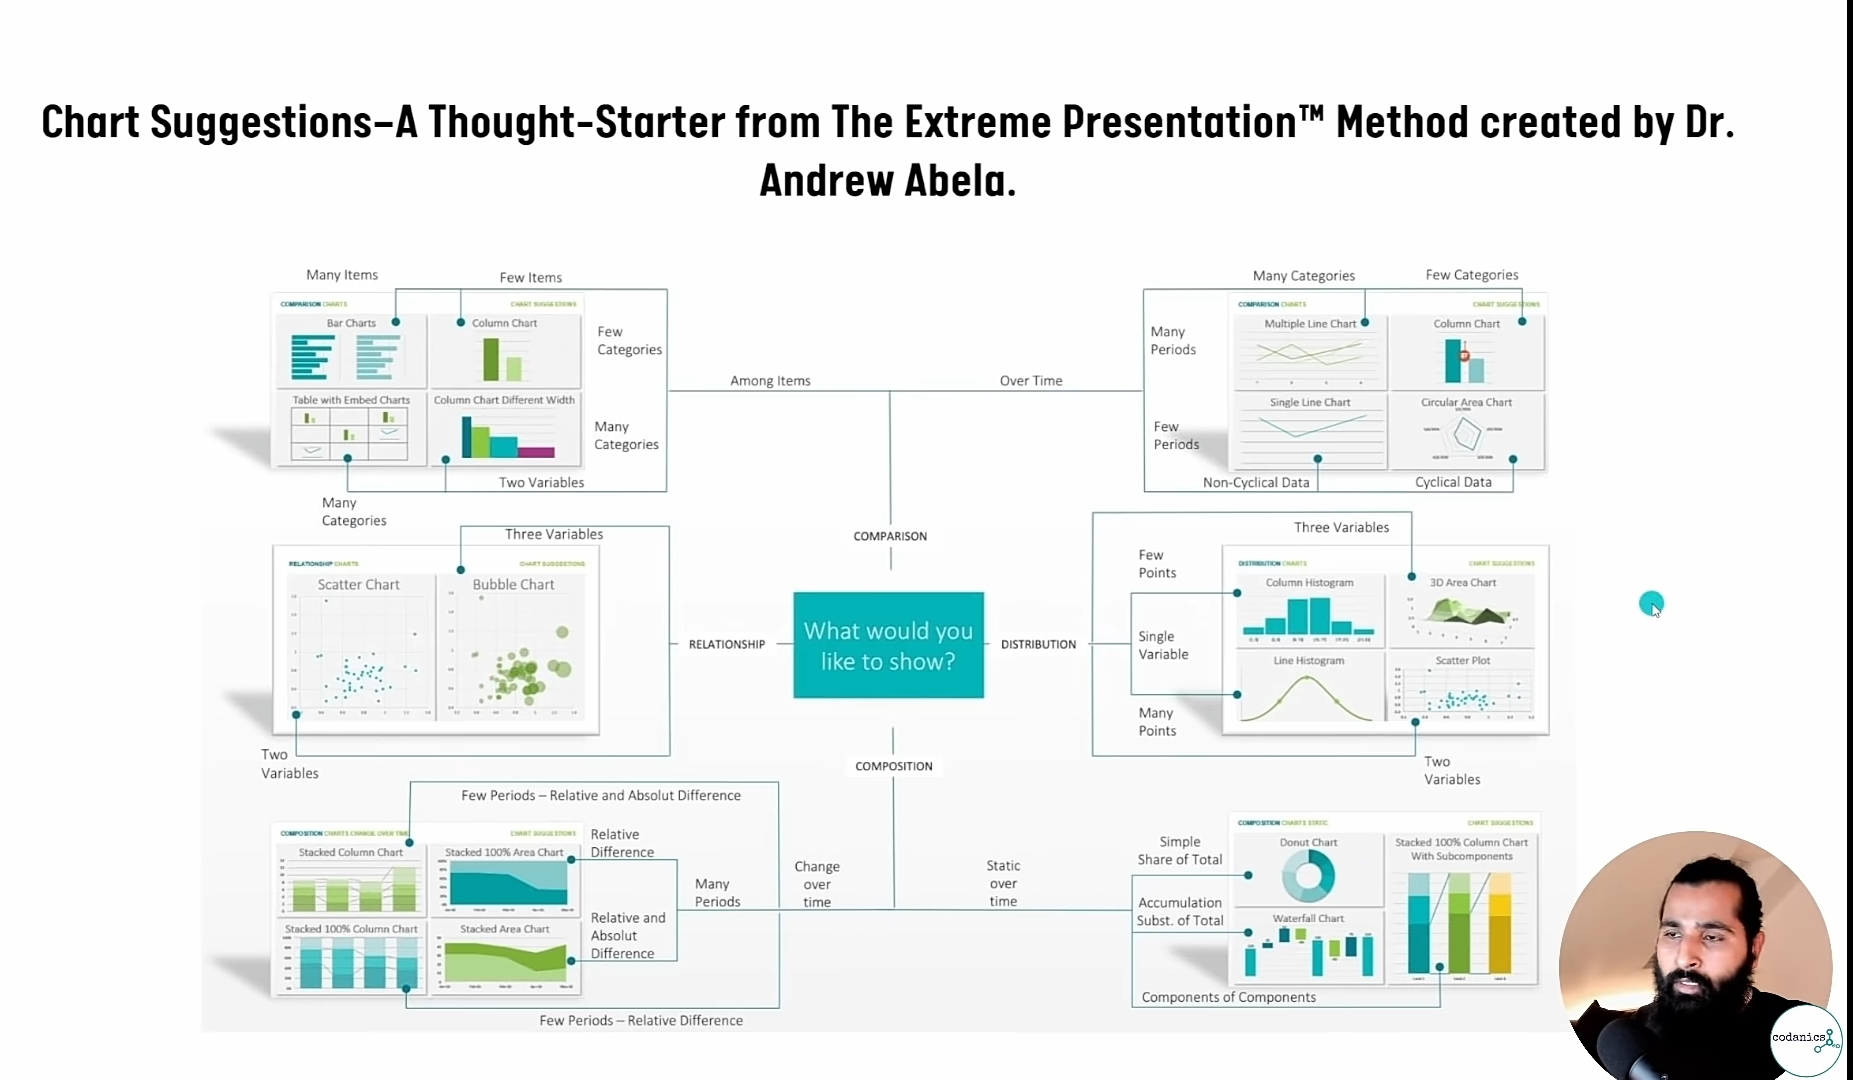 Chart Suggestions–A Thought-Starter from The Extreme Presentation™ Method created by Dr.
Andrew Abela.
Many Items
Few Items
COMPARISON CHARTS
CHART SUGGESTIONS
Bar Charts
Column Chart
Few
Categories
Table with Embed Charts
Column Chart Different Width
Many
Categories
Two Variables
Many
Categories
Among Items
Over Time
Many Categories
Few Categories
COMPARISON CHARTS
CHART SUGGESTIONS
Many
Periods
Multiple Line Chart
Column Chart
Few
Periods
Single Line Chart
Circular Area Chart
Non-Cyclical Data
Cyclical Data
COMPARISON
Three Variables
RELATIONSHIP CHARTS
CHART SUGGESTIONS
Scatter Chart
Bubble Chart
Two
Variables
RELATIONSHIP
What would you
like to show?
DISTRIBUTION
Three Variables
Few
Points
DISTRIBUTION CHARTS
CHART SUGGESTIONS
Column Histogram
3D Area Chart
Single
Variable
Line Histogram
Scatter Plot
Many
Points
Two
Variables
COMPOSITION
Few Periods – Relative and Absolut Difference
COMPOSITION CHARTS CHANGE OVER TIME
CHART SUGGESTIONS
Relative
Difference
Stacked Column Chart
Stacked 100% Area Chart
Many
Periods
Relative and
Absolut
Difference
Stacked 100% Column Chart
Stacked Area Chart
Few Periods – Relative Difference
Change
over
time
Static
over
time
COMPOSITION CHARTS STATIC
CHART SUGGESTIONS
Simple
Share of Total
Donut Chart
Stacked 100% Column Chart
With Subcomponents
Accumulation
Subst. of Total
Waterfall Chart
Components of Components
codanics